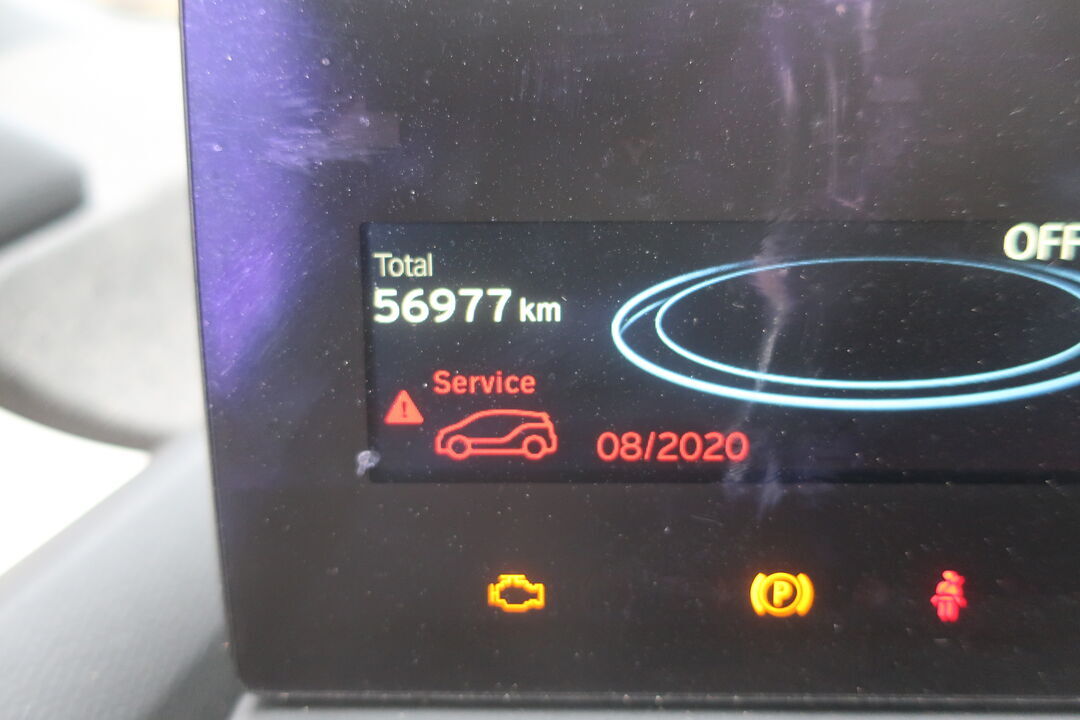 OFF
Total
56977 km
Service
08/2020
P